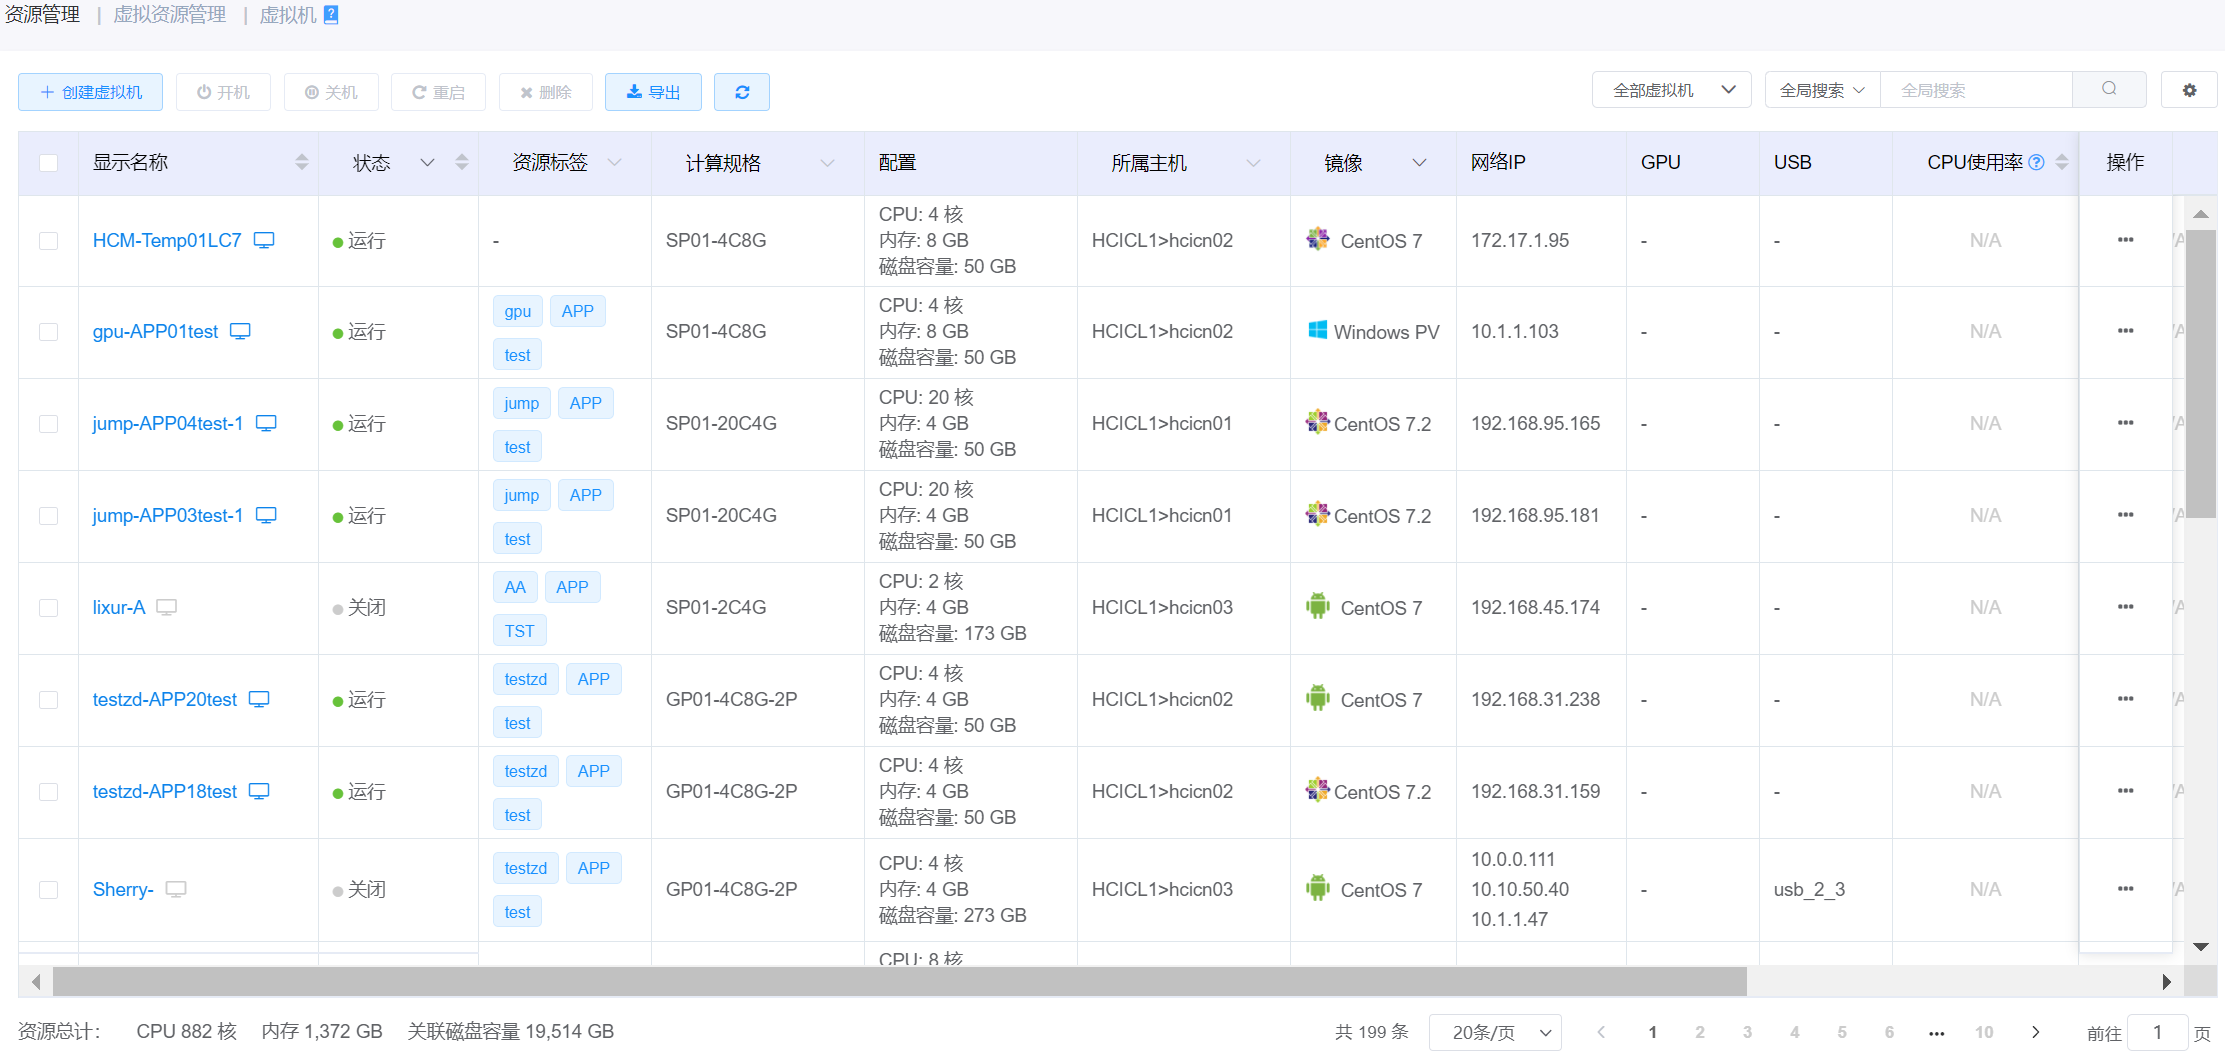 资源管理 | 虚拟资源管理 | 虚拟机 ?
+ 创建虚拟机 开机 关机 重启 删除 导出 全部虚拟机 全局搜索 全局搜索
显示名称 状态 资源标签 计算规格 配置 所属主机 镜像 网络IP GPU USB CPU使用率 ? 操作
HCM-Temp01LC7 运行 - SP01-4C8G CPU: 4 核 HCICL1>hcicn02 CentOS 7 172.17.1.95 - - N/A •••
内存: 8 GB
磁盘容量: 50 GB
gpu-APP01test 运行 gpu APP SP01-4C8G CPU: 4 核 HCICL1>hcicn02 Windows PV 10.1.1.103 - - N/A •••
test 内存: 8 GB
磁盘容量: 50 GB
jump-APP04test-1 运行 jump APP SP01-20C4G CPU: 20 核 HCICL1>hcicn01 CentOS 7.2 192.168.95.165 - - N/A •••
test 内存: 4 GB
磁盘容量: 50 GB
jump-APP03test-1 运行 jump APP SP01-20C4G CPU: 20 核 HCICL1>hcicn01 CentOS 7.2 192.168.95.181 - - N/A •••
test 内存: 4 GB
磁盘容量: 50 GB
lixur-A 关闭 AA APP SP01-2C4G CPU: 2 核 HCICL1>hcicn03 CentOS 7 192.168.45.174 - - N/A •••
TST 内存: 4 GB
磁盘容量: 173 GB
testzd-APP20test 运行 testzd APP GP01-4C8G-2P CPU: 4 核 HCICL1>hcicn02 CentOS 7 192.168.31.238 - - N/A •••
test 内存: 4 GB
磁盘容量: 50 GB
testzd-APP18test 运行 testzd APP GP01-4C8G-2P CPU: 4 核 HCICL1>hcicn02 CentOS 7.2 192.168.31.159 - - N/A •••
test 内存: 4 GB
磁盘容量: 50 GB
Sherry- 关闭 testzd APP GP01-4C8G-2P CPU: 4 核 HCICL1>hcicn03 CentOS 7 10.0.0.111 - usb_2_3 N/A •••
test 内存: 4 GB 10.10.50.40
磁盘容量: 273 GB 10.1.1.47
CPU: 8 核
资源总计: CPU 882 核 内存 1,372 GB 关联磁盘容量 19,514 GB 共 199 条 20条/页 < 1 2 3 4 5 6 ••• 10 > 前往 1 页